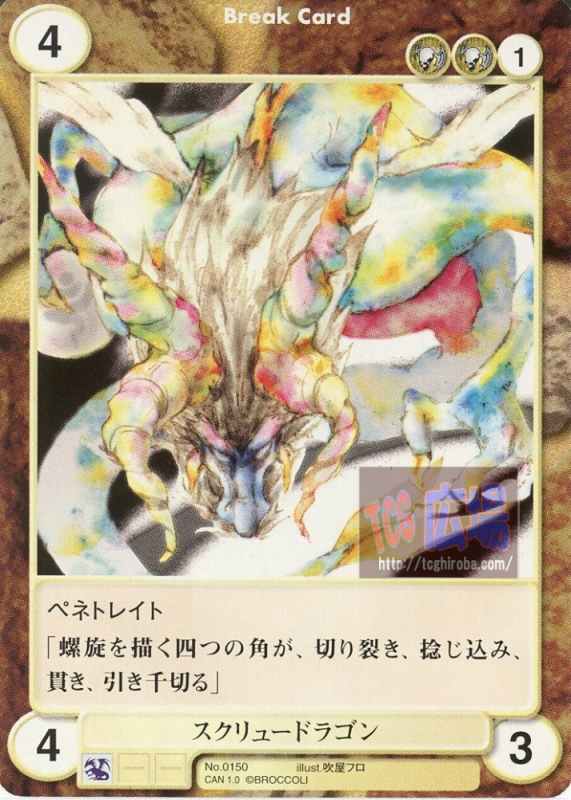 Break Card
4
1
TCG広場
http://tcghiroba.com/
ペネトレイト
「螺旋を描く四つの角が、切り裂き、捻じ込み、
貫き、引き千切る」
スクリュードラゴン
4
3
No.0150 illust.吹屋フロ
CAN 1.0 ©BROCCOLI